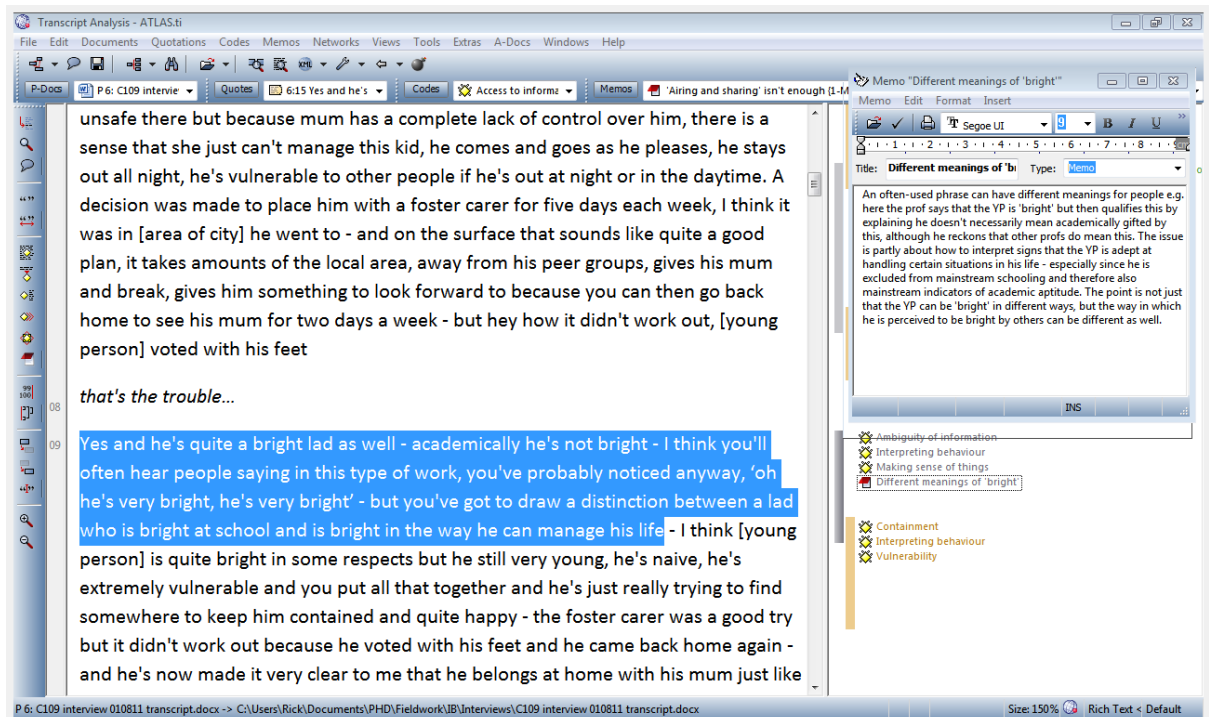 Transcript Analysis - ATLAS.ti
File Edit Documents Quotations Codes Memos Networks Views Tools Extras A-Docs Windows Help
P-Docs P 6: C109 interviev Quotes 6:15 Yes and he's Codes Access to informa Memos 'Airing and sharing' isn't enough {1-M
unsafe there but because mum has a complete lack of control over him, there is a
sense that she just can't manage this kid, he comes and goes as he pleases, he stays
out all night, he's vulnerable to other people if he's out at night or in the daytime. A
decision was made to place him with a foster carer for five days each week, I think it
was in [area of city] he went to - and on the surface that sounds like quite a good
plan, it takes amounts of the local area, away from his peer groups, gives his mum
and break, gives him something to look forward to because you can then go back
home to see his mum for two days a week - but hey how it didn't work out, [young
person] voted with his feet
08 that's the trouble...
09 Yes and he's quite a bright lad as well - academically he's not bright - I think you'll
often hear people saying in this type of work, you've probably noticed anyway, ‘oh
he's very bright, he's very bright’ - but you've got to draw a distinction between a lad
who is bright at school and is bright in the way he can manage his life - I think [young
person] is quite bright in some respects but he still very young, he's naive, he's
extremely vulnerable and you put all that together and he's just really trying to find
somewhere to keep him contained and quite happy - the foster carer was a good try
but it didn't work out because he voted with his feet and he came back home again -
and he's now made it very clear to me that he belongs at home with his mum just like
Memo "Different meanings of 'bright'"
Memo Edit Format Insert
Segoe UI 9 B I U
1 2 3 4 5 6 7 8
Title: Different meanings of 'bri Type: Memo
An often-used phrase can have different meanings for people e.g.
here the prof says that the YP is 'bright' but then qualifies this by
explaining he doesn't necessarily mean academically gifted by
this, although he reckons that other profs do mean this. The issue
is partly about how to interpret signs that the YP is adept at
handling certain situations in his life - especially since he is
excluded from mainstream schooling and therefore also
mainstream indicators of academic aptitude. The point is not just
that the YP can be 'bright' in different ways, but the way in which
he is perceived to be bright by others can be different as well.
INS
Ambiguity of information
Interpreting behaviour
Making sense of things
Different meanings of 'bright'
Containment
Interpreting behaviour
Vulnerability
P 6: C109 interview 010811 transcript.docx -> C:\Users\Rick\Documents\PHD\Fieldwork\IB\Interviews\C109 interview 010811 transcript.docx Size: 150% Rich Text < Default